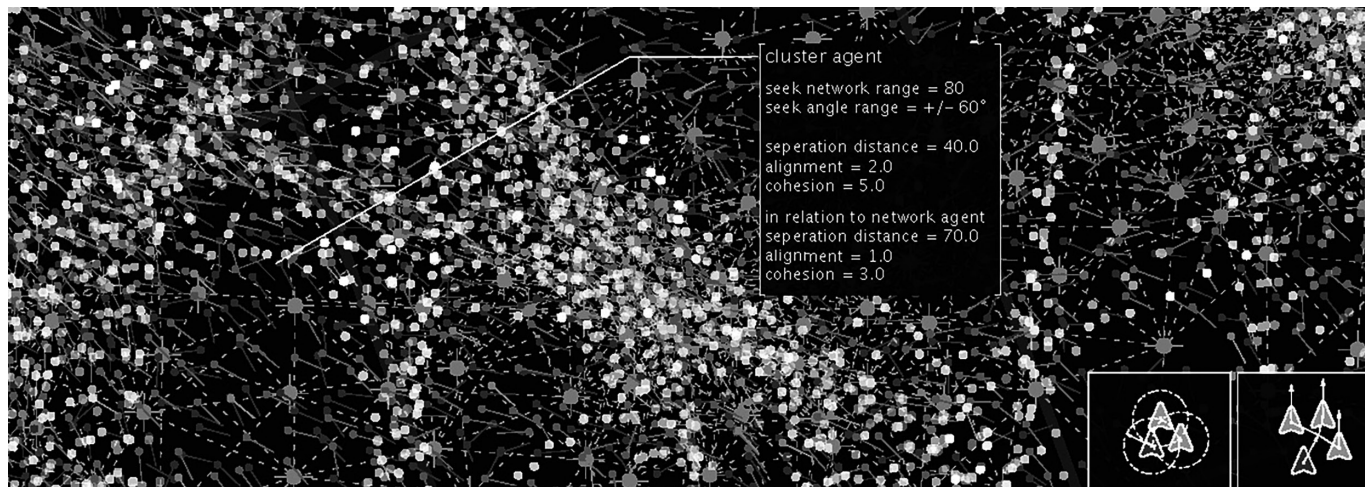 cluster agent
seek network range = 80
seek angle range = +/- 60°
seperation distance = 40.0
alignment = 2.0
cohesion = 5.0
in relation to network agent
seperation distance = 70.0
alignment = 1.0
cohesion = 3.0